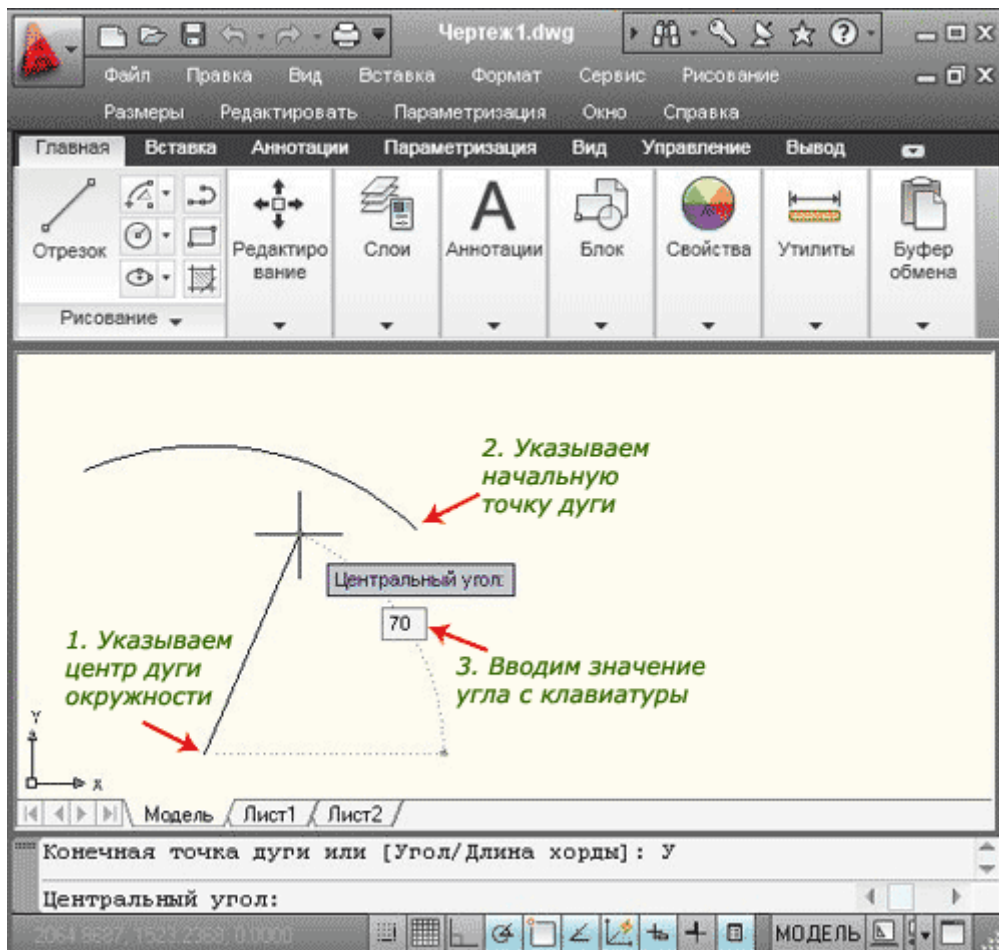 Чертеж1.dwg
Файл Правка Вид Вставка Формат Сервис Рисование
Размеры Редактировать Параметризация Окно Справка
Главная Вставка Аннотации Параметризация Вид Управление Вывод
Отрезок
Редактиро
вание
Слои
Аннотации
Блок
Свойства
Утилиты
Буфер
обмена
Рисование
2. Указываем
начальную
точку дуги
Центральный угол:
70
1. Указываем
центр дуги
окружности
3. Вводим значение
угла с клавиатуры
Y
X
Модель Лист1 Лист2
Конечная точка дуги или [Угол/Длина хорды]: У
Центральный угол:
МОДЕЛЬ